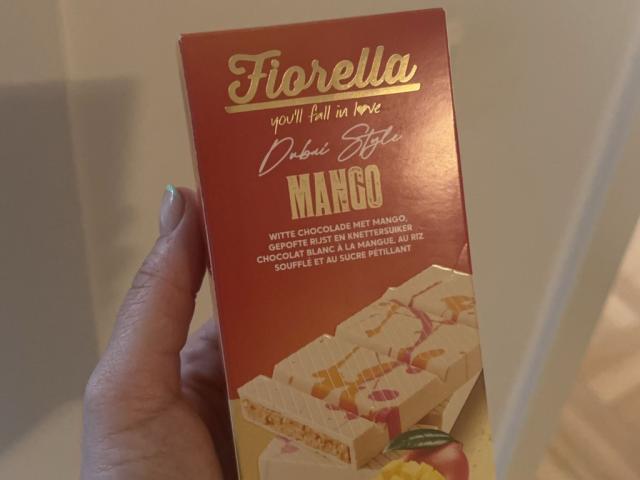 Fiorella
you'll fall in love
Dubai Style
MANGO
WITTE CHOCOLADE MET MANGO,
GEPOFTE RIJST EN KNETTERSUIKER
CHOCOLAT BLANC À LA MANGUE, AU RIZ
SOUFFLÉ ET AU SUCRE PÉTILLANT